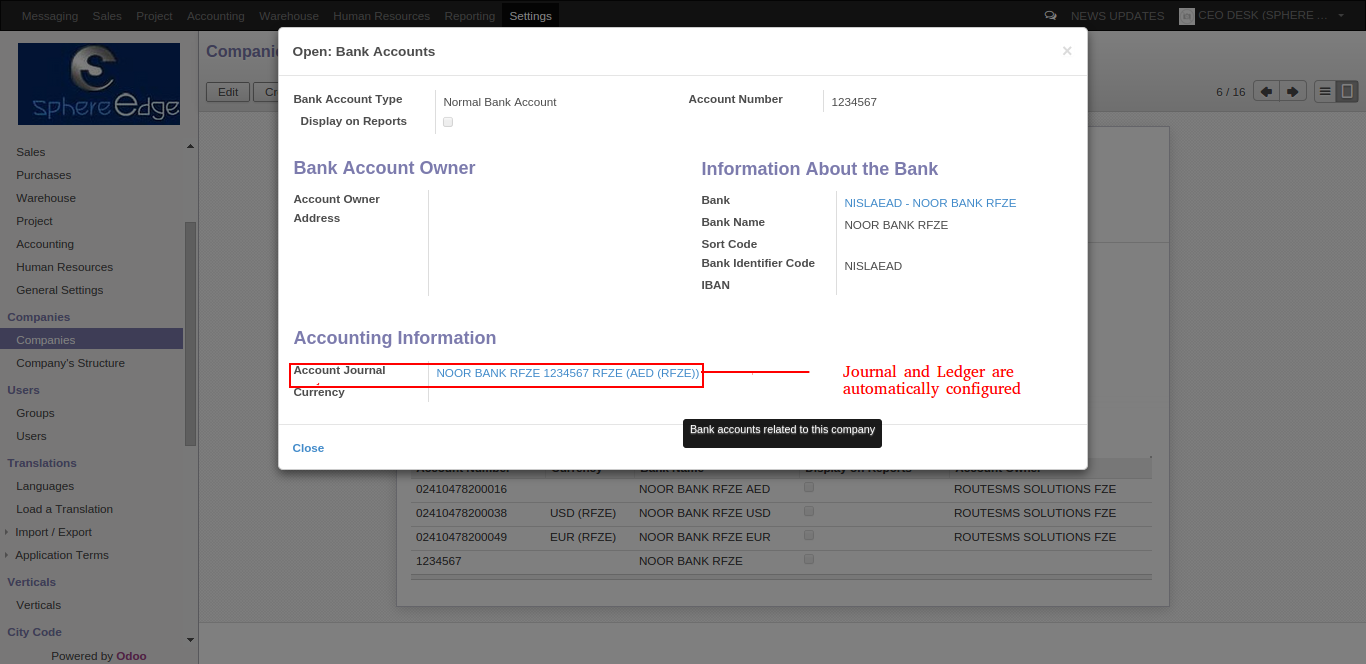 Messaging Sales Project Accounting Warehouse Human Resources Reporting Settings NEWS UPDATES CEO DESK (SPHERE ...
sphereEdge
Sales
Purchases
Warehouse
Project
Accounting
Human Resources
General Settings
Companies
Companies
Company's Structure
Users
Groups
Users
Translations
Languages
Load a Translation
Import / Export
Application Terms
Verticals
Verticals
City Code
Powered by Odoo
Edit
6 / 16
Open: Bank Accounts ×
Bank Account Type Normal Bank Account Account Number 1234567
Display on Reports
Bank Account Owner
Account Owner
Address
Information About the Bank
Bank NISLAEAD - NOOR BANK RFZE
Bank Name NOOR BANK RFZE
Sort Code
Bank Identifier Code NISLAEAD
IBAN
Accounting Information
Account Journal NOOR BANK RFZE 1234567 RFZE (AED (RFZE))
Currency
Journal and Ledger are
automatically configured
Bank accounts related to this company
Close
Account Number Currency Bank Name Display on Reports Account Owner
02410478200016 NOOR BANK RFZE AED ROUTESMS SOLUTIONS FZE
02410478200038 USD (RFZE) NOOR BANK RFZE USD ROUTESMS SOLUTIONS FZE
02410478200049 EUR (RFZE) NOOR BANK RFZE EUR ROUTESMS SOLUTIONS FZE
1234567 NOOR BANK RFZE